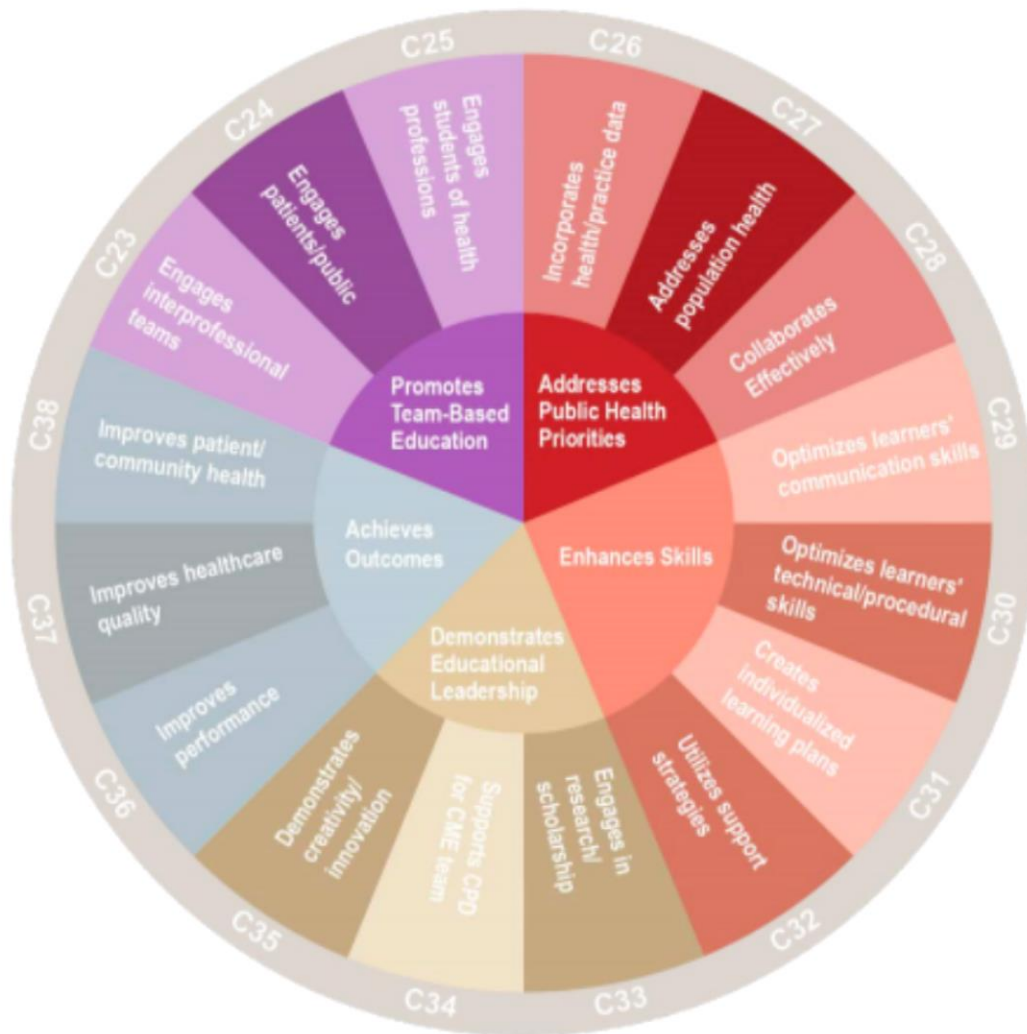 C25
C26
C24
C27
C23
C28
C38
C29
C37
C30
C36
C31
C35
C32
C34
C33
Engages
students of health
professions
Incorporates
health/practice data
Engages
patients/public
Addresses
population health
Engages
interprofessional
teams
Collaborates
Effectively
Promotes
Team-Based
Education
Addresses
Public Health
Priorities
Improves patient/
community health
Optimizes learners'
communication skills
Achieves
Outcomes
Enhances Skills
Improves healthcare
quality
Optimizes learners'
technical/procedural
skills
Demonstrates
Educational
Leadership
Improves
performance
Creates
individualized
learning plans
Demonstrates
creativity/
innovation
Supports CPD
for CME team
Engages in
research/
scholarship
Utilizes support
strategies